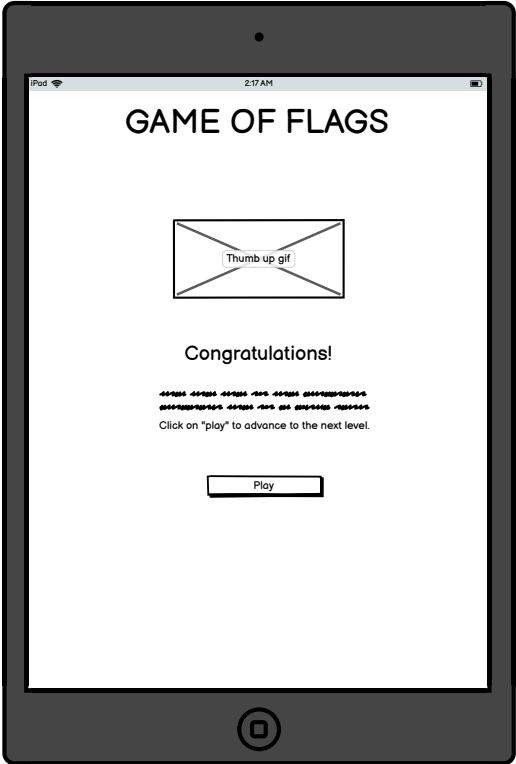 iPad 2:17 AM
GAME OF FLAGS
Thumb up gif
Congratulations!
Click on "play" to advance to the next level.
Play